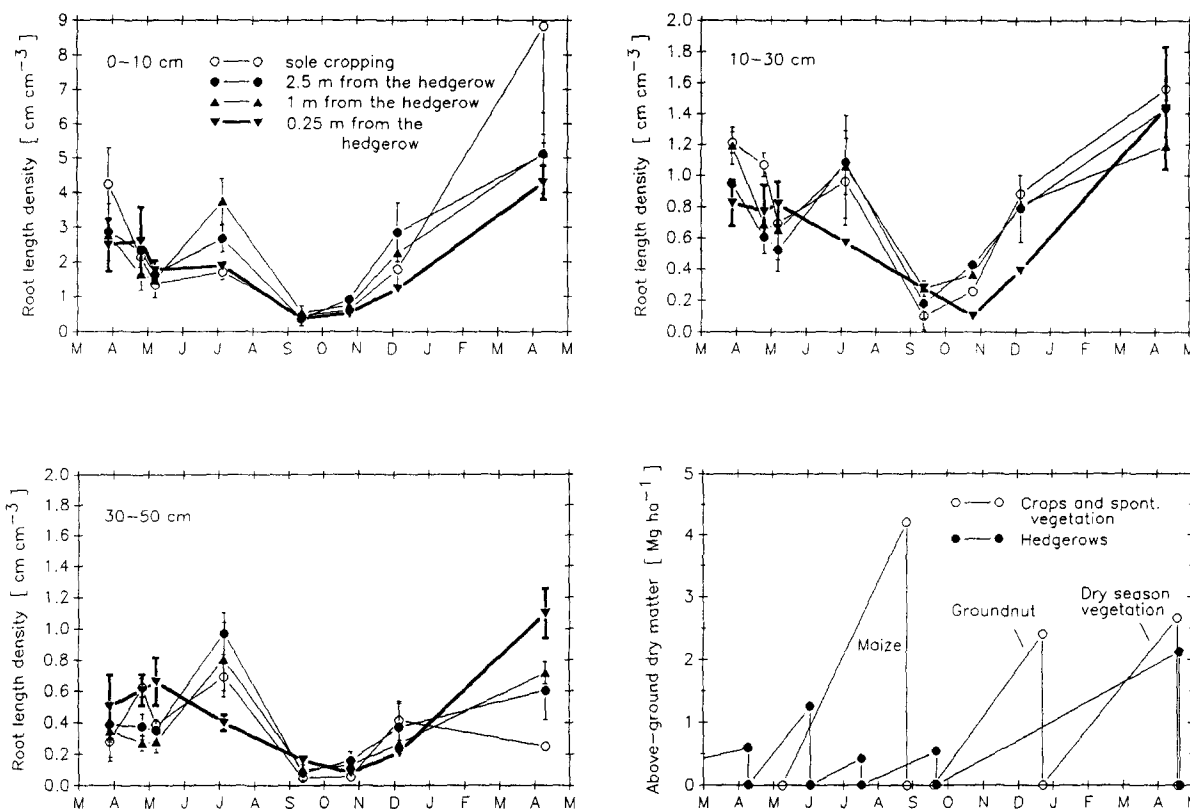 Root length density [ cm cm⁻³ ]
9
8
7
6
5
4
3
2
1
0
0–10 cm
sole cropping
2.5 m from the hedgerow
1 m from the hedgerow
0.25 m from the
hedgerow
M A M J J A S O N D J F M A M
Root length density [ cm cm⁻³ ]
2.0
1.8
1.6
1.4
1.2
1.0
0.8
0.6
0.4
0.2
0.0
10–30 cm
M A M J J A S O N D J F M A M
Root length density [ cm cm⁻³ ]
2.0
1.8
1.6
1.4
1.2
1.0
0.8
0.6
0.4
0.2
0.0
30–50 cm
M A M J J A S O N D J F M A M
Above–ground dry matter [ Mg ha⁻¹ ]
5
4
3
2
1
0
Crops and spont.
vegetation
Hedgerows
Maize
Groundnut
Dry season
vegetation
M A M J J A S O N D J F M A M